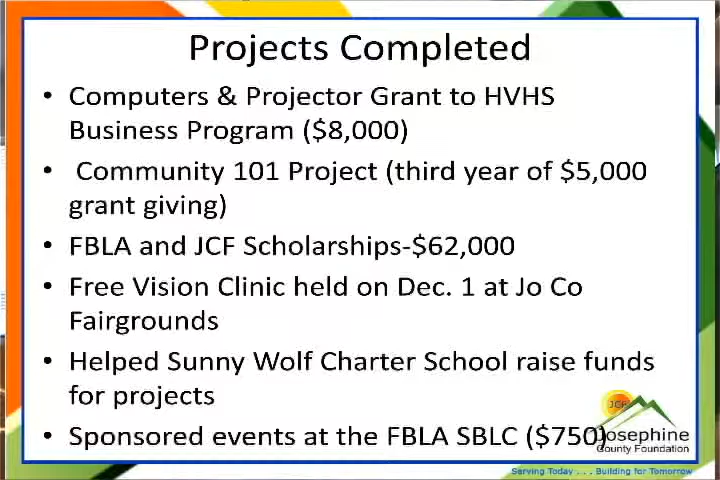 Projects Completed
• Computers & Projector Grant to HVHS
Business Program ($8,000)
• Community 101 Project (third year of $5,000
grant giving)
• FBLA and JCF Scholarships-$62,000
• Free Vision Clinic held on Dec. 1 at Jo Co
Fairgrounds
• Helped Sunny Wolf Charter School raise funds
for projects
• Sponsored events at the FBLA SBLC ($750)
JCF
Josephine
County Foundation
Serving Today . . . Building for Tomorrow